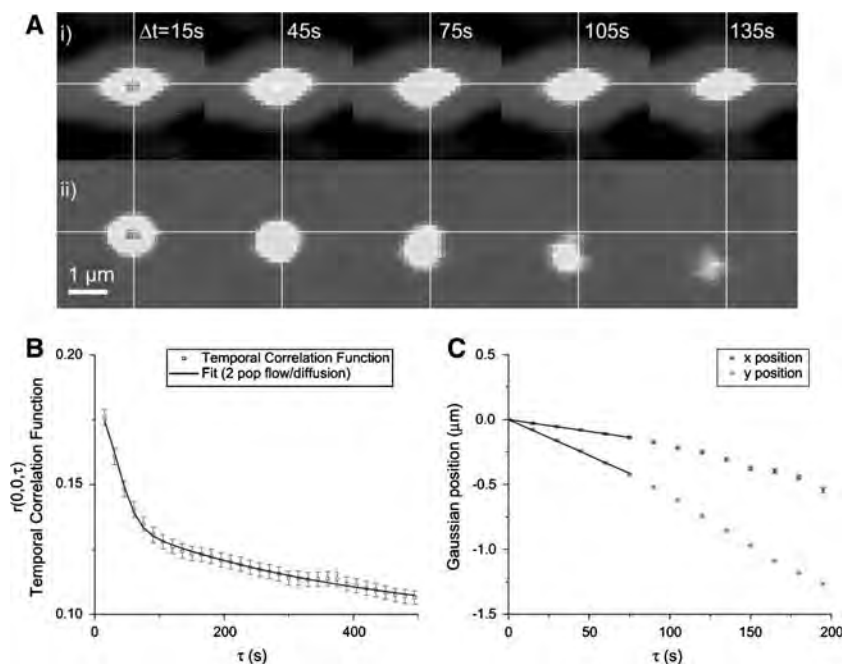 A
i)
Δt=15s
45s
75s
105s
135s
ii)
1 μm
B
Temporal Correlation Function
Fit (2 pop flow/diffusion)
r(0,0,τ)
Temporal Correlation Function
0.20
0.15
0.10
0
200
400
τ (s)
C
x position
y position
Gaussian position (μm)
0.5
0.0
-0.5
-1.0
-1.5
0
50
100
150
200
τ (s)